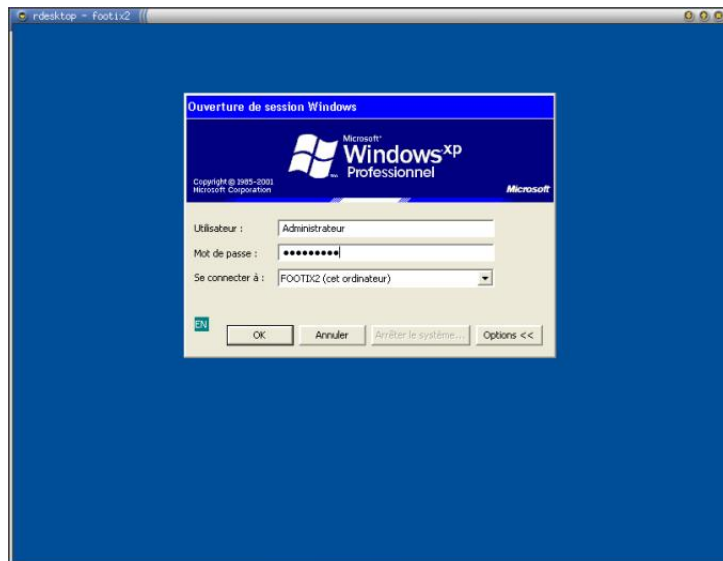 rdesktop - footix2
Ouverture de session Windows
Microsoft®
Windows xp
Professionnel
Copyright © 1985-2001
Microsoft Corporation
Microsoft
Utilisateur :
Administrateur
Mot de passe :
●●●●●●●●●
Se connecter à :
FOOTIX2 (cet ordinateur)
EN
OK
Annuler
Arrêter le système...
Options <<